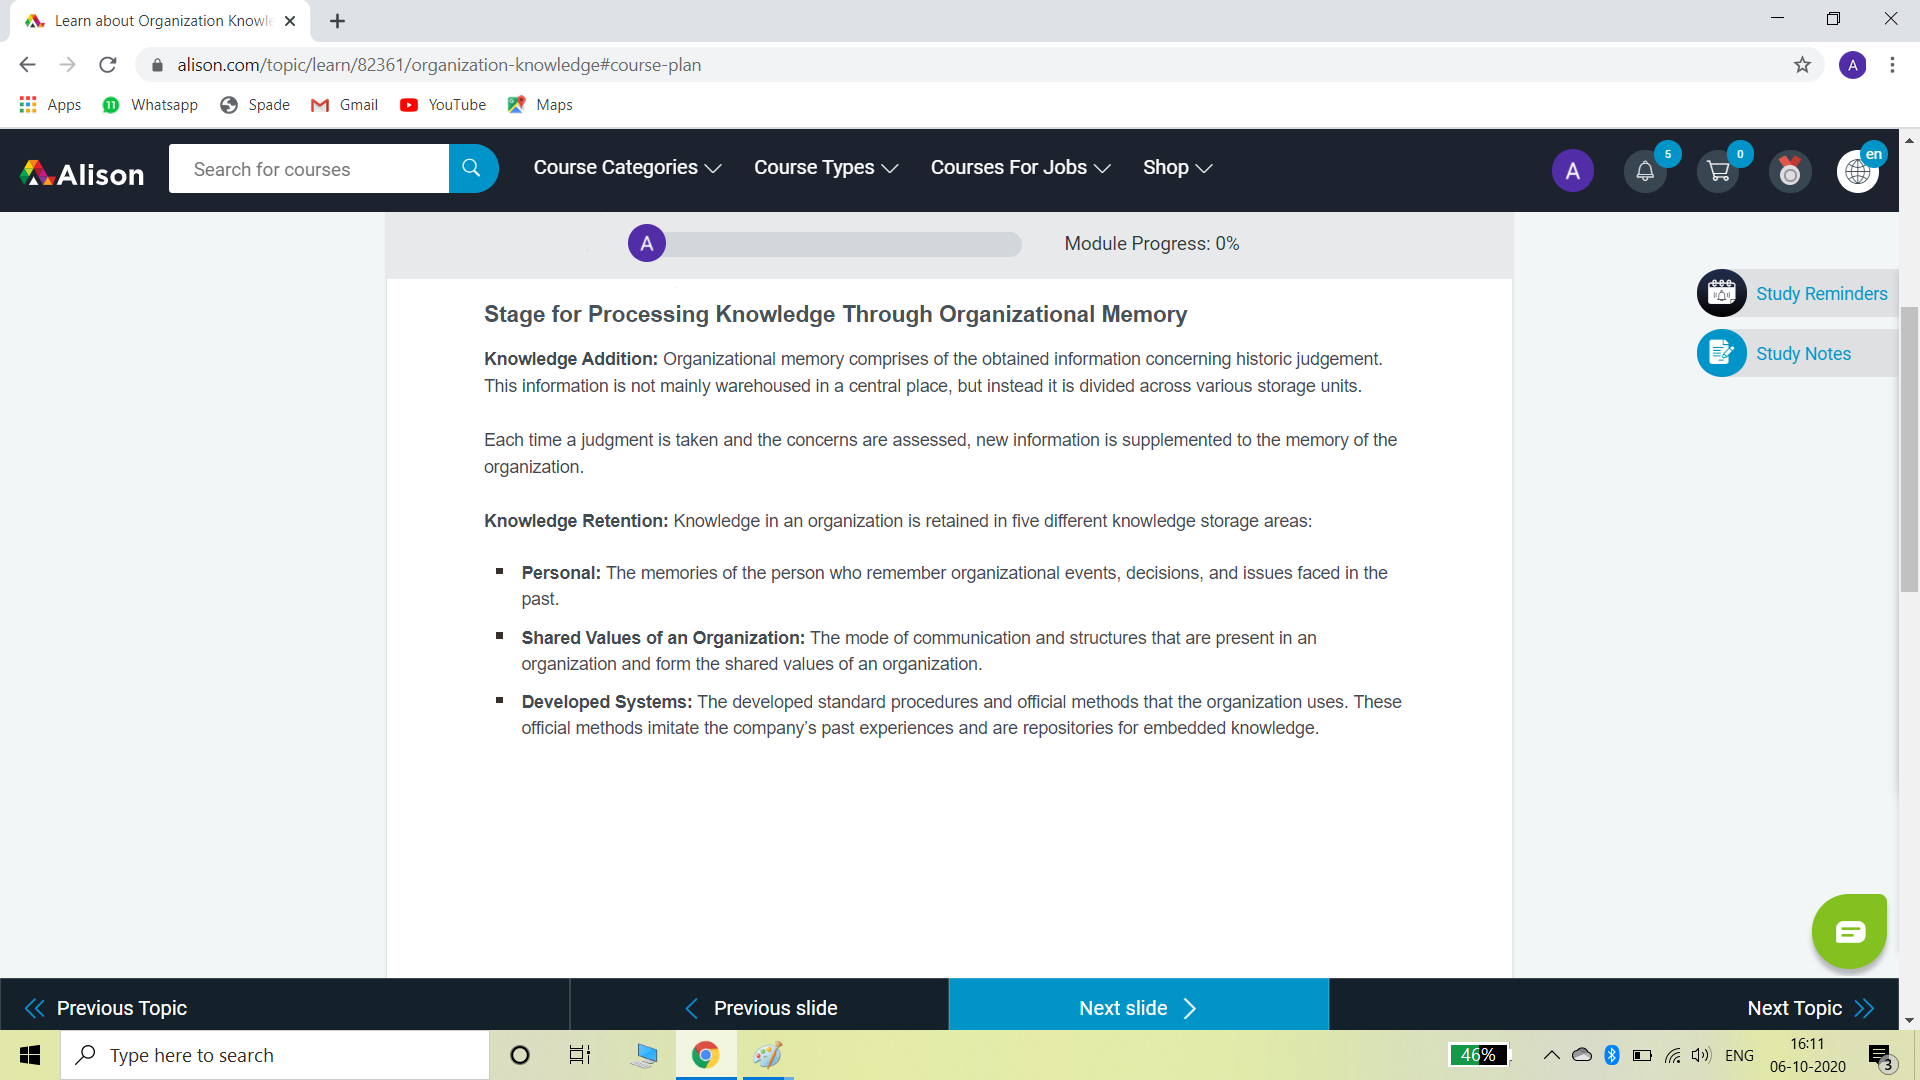 Learn about Organization Knowle
alison.com/topic/learn/82361/organization-knowledge#course-plan
A
Apps
11
Whatsapp
Spade
Gmail
YouTube
Maps
Alison
Search for courses
Course Categories
Course Types
Courses For Jobs
Shop
A
5
0
en
A
Module Progress: 0%
Study Reminders
Study Notes
Stage for Processing Knowledge Through Organizational Memory
Knowledge Addition: Organizational memory comprises of the obtained information concerning historic judgement.
This information is not mainly warehoused in a central place, but instead it is divided across various storage units.
Each time a judgment is taken and the concerns are assessed, new information is supplemented to the memory of the
organization.
Knowledge Retention: Knowledge in an organization is retained in five different knowledge storage areas:
Personal: The memories of the person who remember organizational events, decisions, and issues faced in the
past.
Shared Values of an Organization: The mode of communication and structures that are present in an
organization and form the shared values of an organization.
Developed Systems: The developed standard procedures and official methods that the organization uses. These
official methods imitate the company’s past experiences and are repositories for embedded knowledge.
Previous Topic
Previous slide
Next slide
Next Topic
Type here to search
46%
ENG
16:11
06-10-2020
3